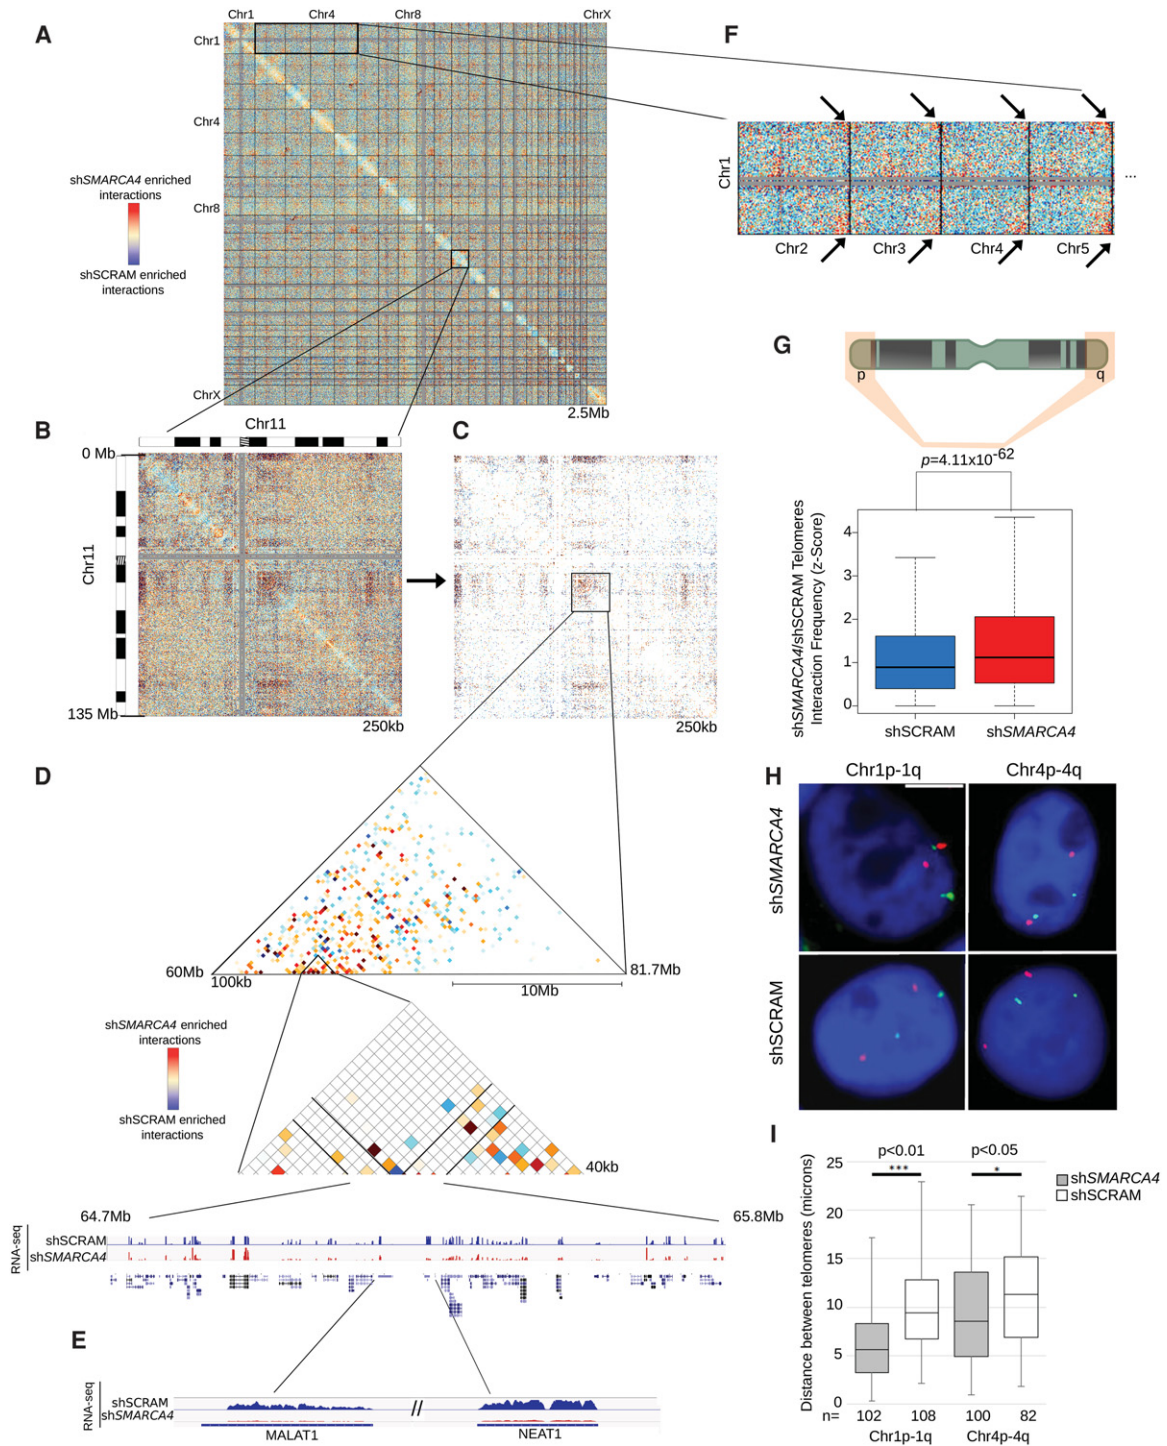 A
Chr1
Chr4
Chr8
ChrX
Chr1
Chr4
Chr8
ChrX
shSMARCA4 enriched
interactions
shSCRAM enriched
interactions
2.5Mb
F
Chr1
Chr2
Chr3
Chr4
Chr5
...
G
p
q
p=4.11x10-62
shSMARCA4/shSCRAM Telomeres
Interaction Frequency (z-Score)
4
3
2
1
0
shSCRAM
shSMARCA4
B
Chr11
0 Mb
Chr11
135 Mb
250kb
C
250kb
D
60Mb
100kb
81.7Mb
10Mb
shSMARCA4 enriched
interactions
shSCRAM enriched
interactions
40kb
64.7Mb
65.8Mb
RNA-seq
shSCRAM
shSMARCA4
E
RNA-seq
shSCRAM
shSMARCA4
//
MALAT1
NEAT1
H
Chr1p-1q
Chr4p-4q
shSMARCA4
shSCRAM
I
p<0.01
p<0.05
***
*
shSMARCA4
shSCRAM
Distance between telomeres (microns)
25
20
15
10
5
0
n= 102 108 100 82
Chr1p-1q
Chr4p-4q